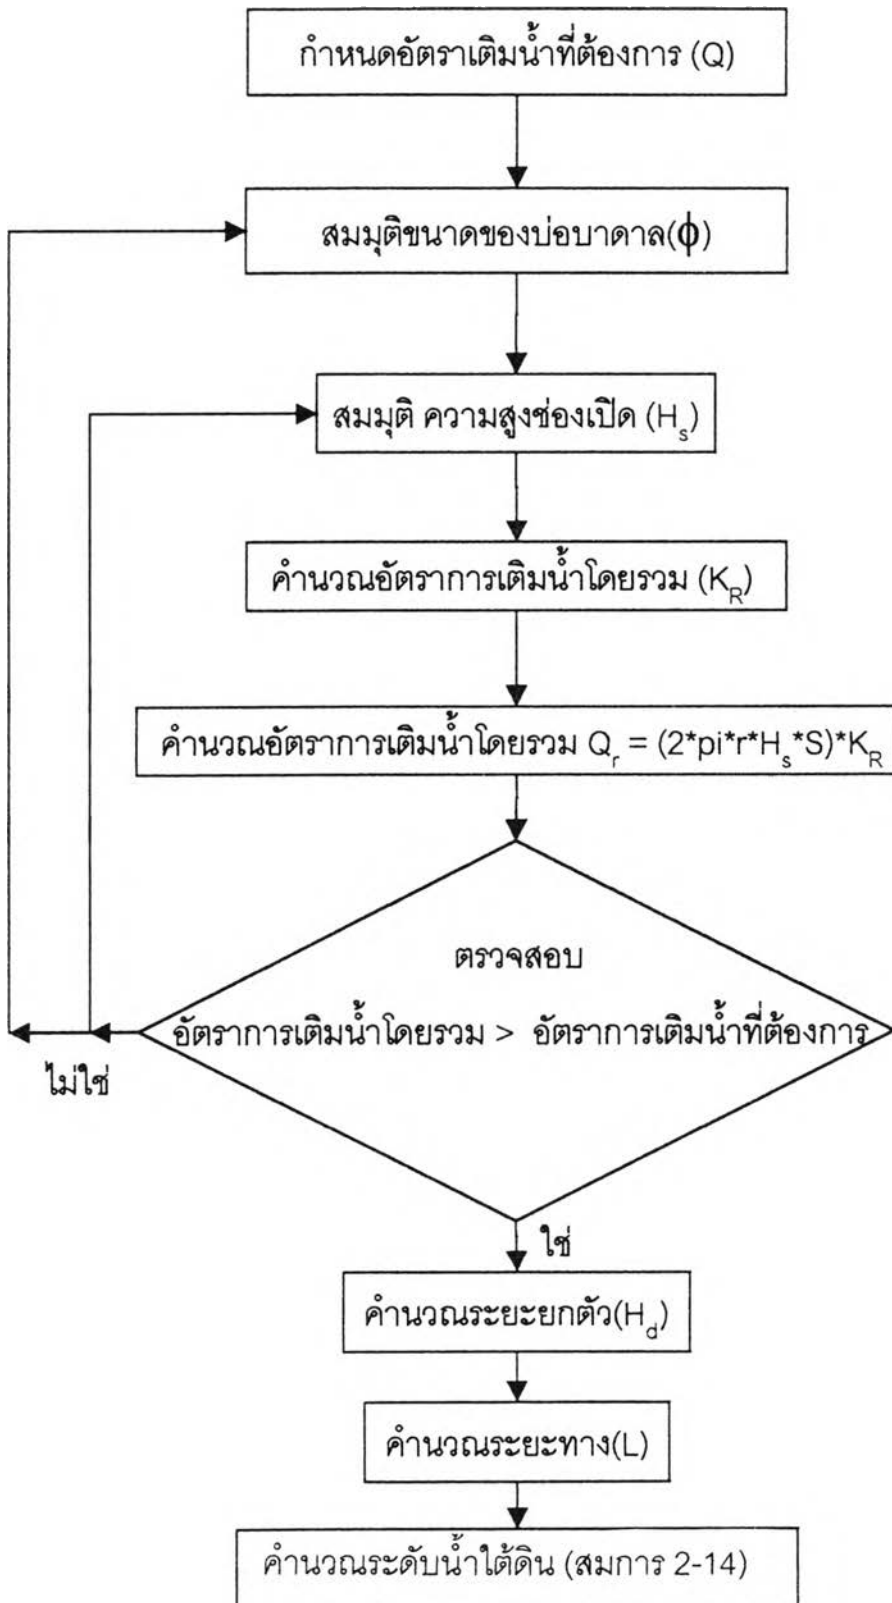 กำหนดอัตราเติมน้ำที่ต้องการ (Q)
สมมุติขนาดของบ่อบาดาล(ϕ)
สมมุติ ความสูงช่องเปิด (H_s)
คำนวณอัตราการเติมน้ำโดยรวม (K_R)
คำนวณอัตราการเติมน้ำโดยรวม Q_r = (2*pi*r*H_s*S)*K_R
ตรวจสอบ
อัตราการเติมน้ำโดยรวม > อัตราการเติมน้ำที่ต้องการ
ไม่ใช่
ใช่
คำนวณระยะยกตัว(H_d)
คำนวณระยะทาง(L)
คำนวณระดับน้ำใต้ดิน (สมการ 2-14)